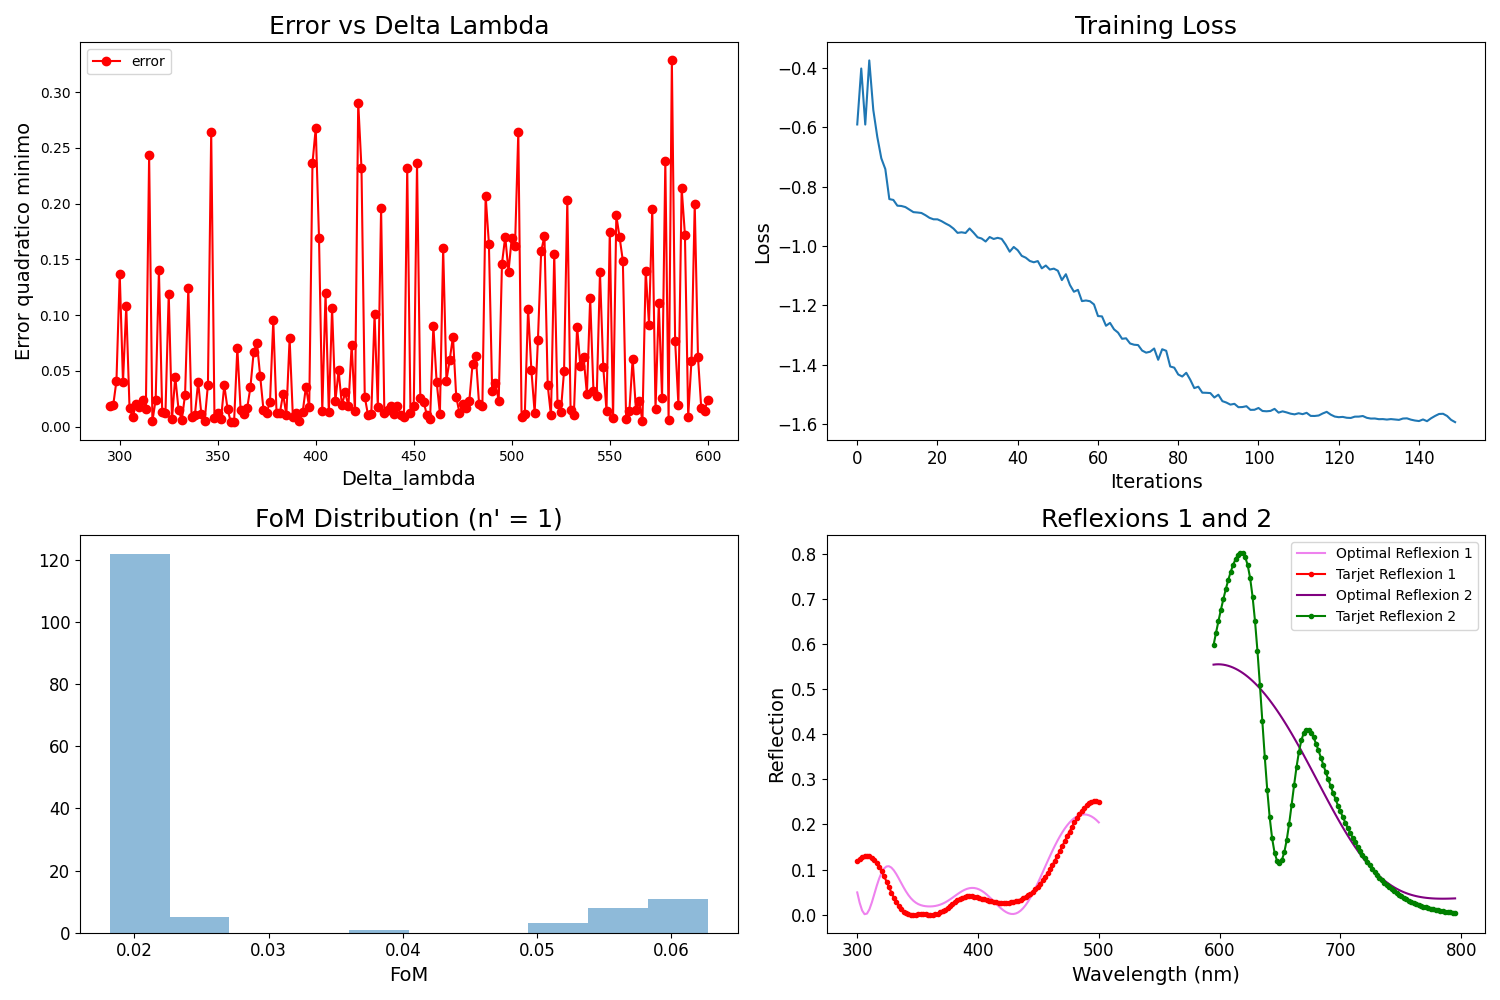 Error vs Delta Lambda
error
Error quadratico minimo
0.30
0.25
0.20
0.15
0.10
0.05
0.00
300 350 400 450 500 550 600
Delta_lambda
Training Loss
Loss
−0.4
−0.6
−0.8
−1.0
−1.2
−1.4
−1.6
0 20 40 60 80 100 120 140
Iterations
FoM Distribution (n' = 1)
120
100
80
60
40
20
0
0.02 0.03 0.04 0.05 0.06
FoM
Reflexions 1 and 2
Optimal Reflexion 1
Tarjet Reflexion 1
Optimal Reflexion 2
Tarjet Reflexion 2
Reflection
0.8
0.7
0.6
0.5
0.4
0.3
0.2
0.1
0.0
300 400 500 600 700 800
Wavelength (nm)